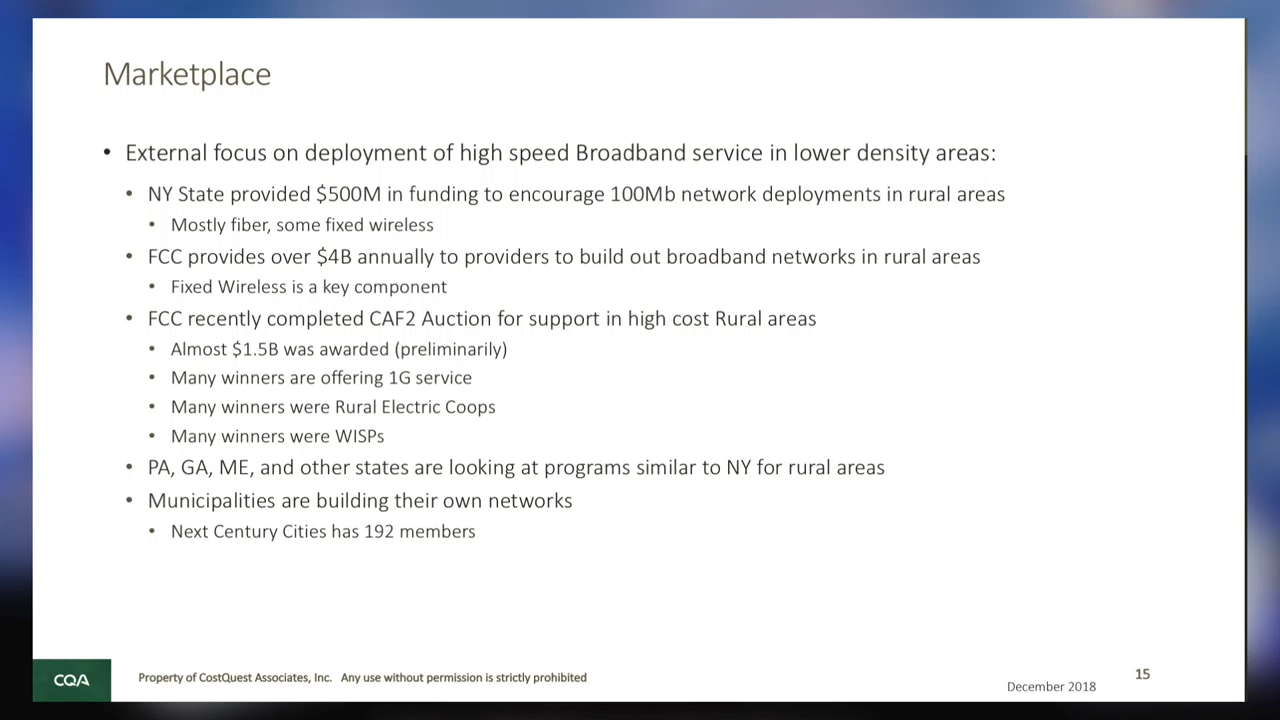 Marketplace
• External focus on deployment of high speed Broadband service in lower density areas:
• NY State provided $500M in funding to encourage 100Mb network deployments in rural areas
• Mostly fiber, some fixed wireless
• FCC provides over $4B annually to providers to build out broadband networks in rural areas
• Fixed Wireless is a key component
• FCC recently completed CAF2 Auction for support in high cost Rural areas
• Almost $1.5B was awarded (preliminarily)
• Many winners are offering 1G service
• Many winners were Rural Electric Coops
• Many winners were WISPs
• PA, GA, ME, and other states are looking at programs similar to NY for rural areas
• Municipalities are building their own networks
• Next Century Cities has 192 members
CQA
Property of CostQuest Associates, Inc. Any use without permission is strictly prohibited
December 2018
15